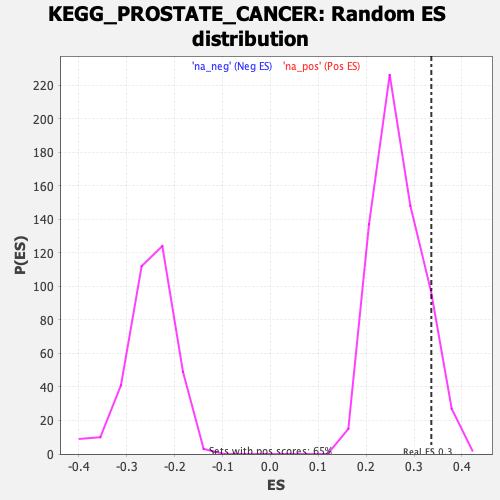 KEGG_PROSTATE_CANCER: Random ES
distribution
'na_neg' (Neg ES) 'na_pos' (Pos ES)
P(ES)
220
200
180
160
140
120
100
80
60
40
20
0
Sets with pos scores: 65%
Real ES 0.3
-0.4 -0.3 -0.2 -0.1 0.0 0.1 0.2 0.3 0.4
ES